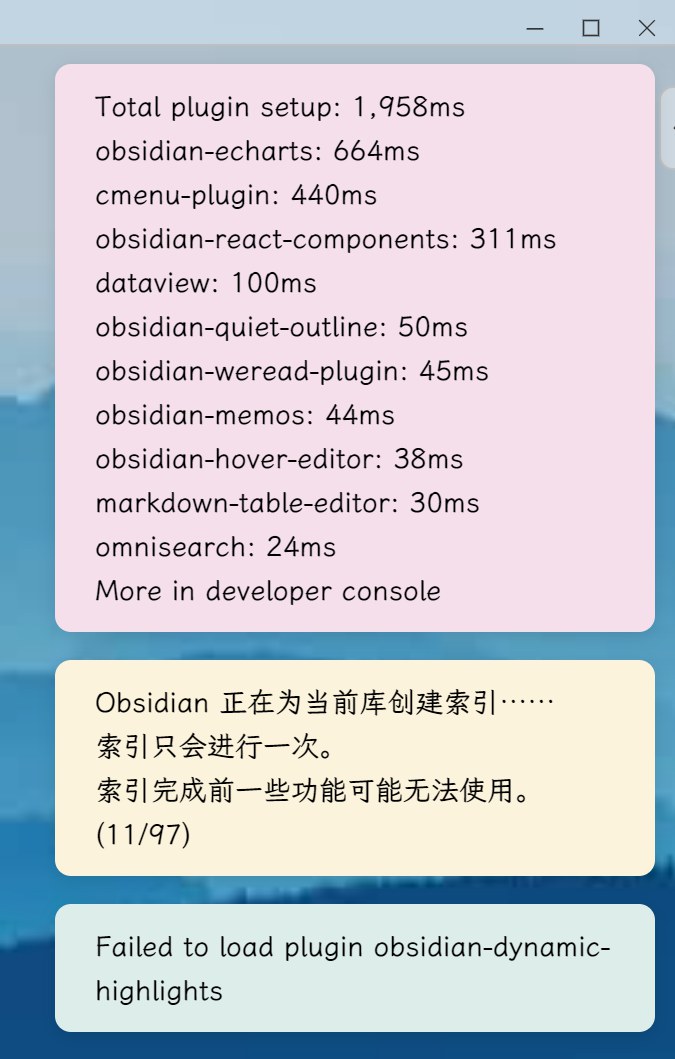 Total plugin setup: 1,958ms
obsidian-echarts: 664ms
cmenu-plugin: 440ms
obsidian-react-components: 311ms
dataview: 100ms
obsidian-quiet-outline: 50ms
obsidian-weread-plugin: 45ms
obsidian-memos: 44ms
obsidian-hover-editor: 38ms
markdown-table-editor: 30ms
omnisearch: 24ms
More in developer console
Obsidian 正在为当前库创建索引……
索引只会进行一次。
索引完成前一些功能可能无法使用。
(11/97)
Failed to load plugin obsidian-dynamic-
highlights